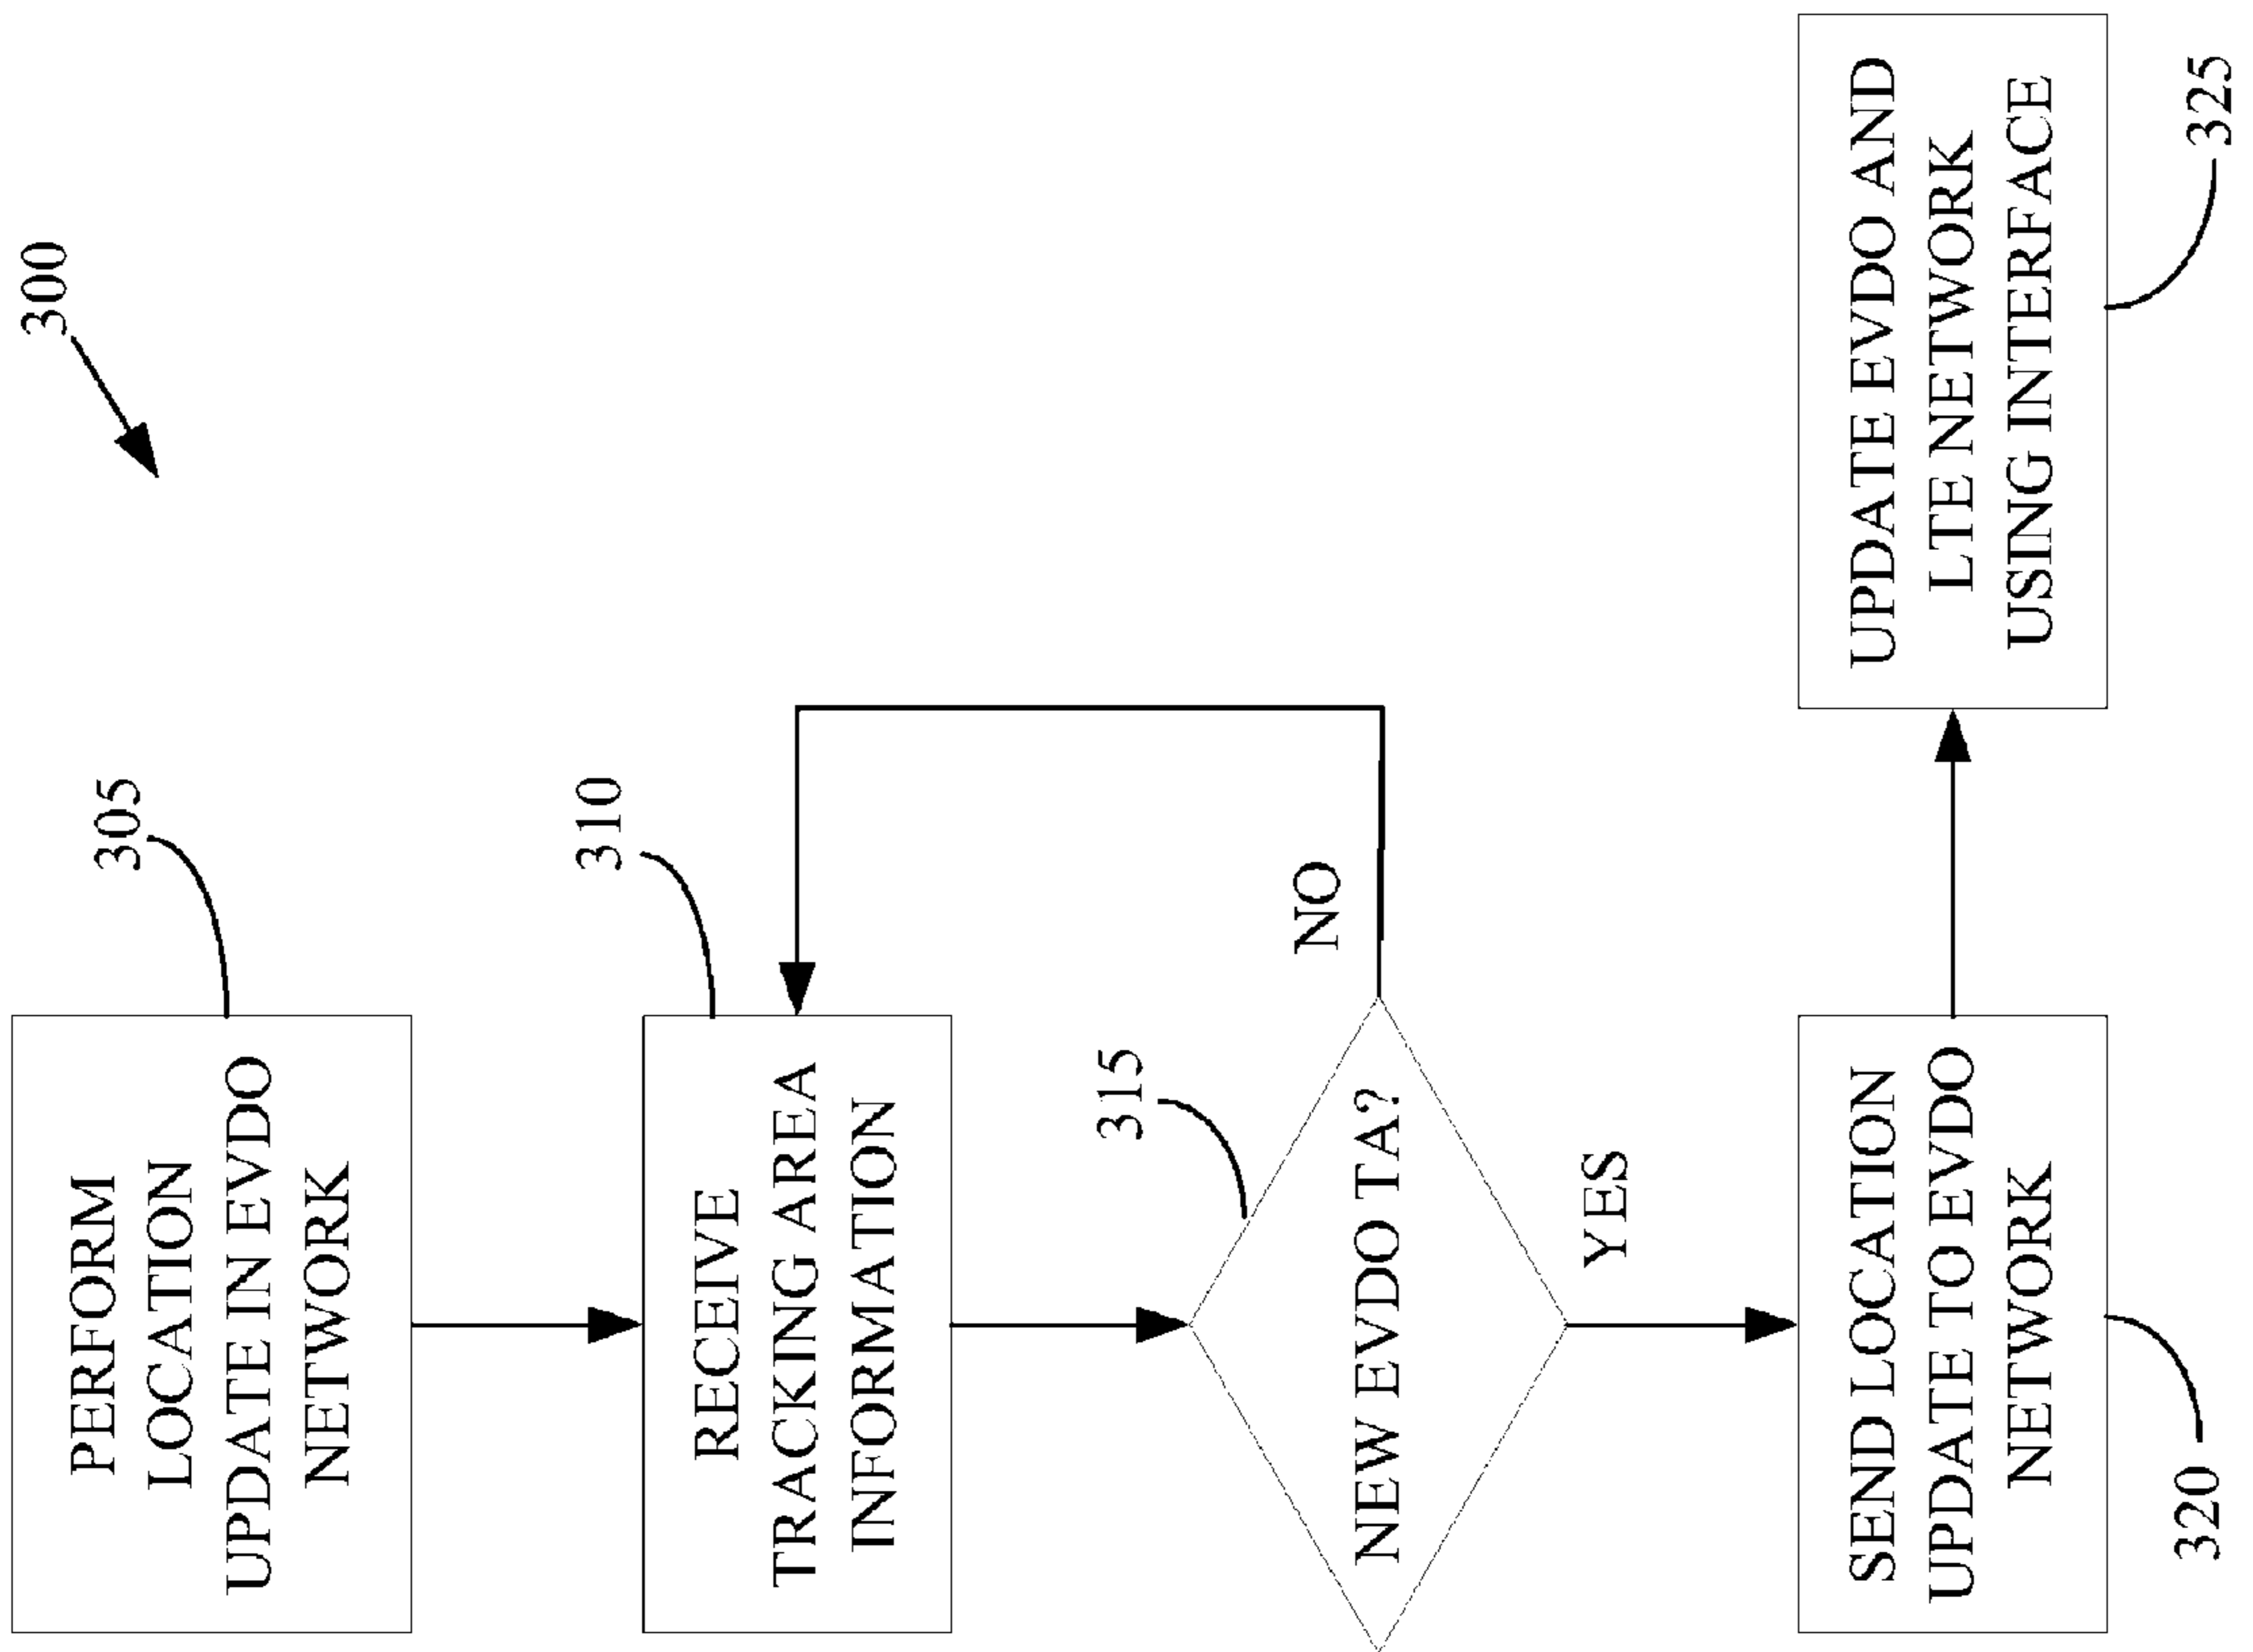 300
305
PERFORM
LOCATION
UPDATE IN EVDO
NETWORK
310
RECEIVE
TRACKING AREA
INFORMATION
315
NEW EVDO TA?
NO
YES
SEND LOCATION
UPDATE TO EVDO
NETWORK
320
UPDATE EVDO AND
LTE NETWORK
USING INTERFACE
325